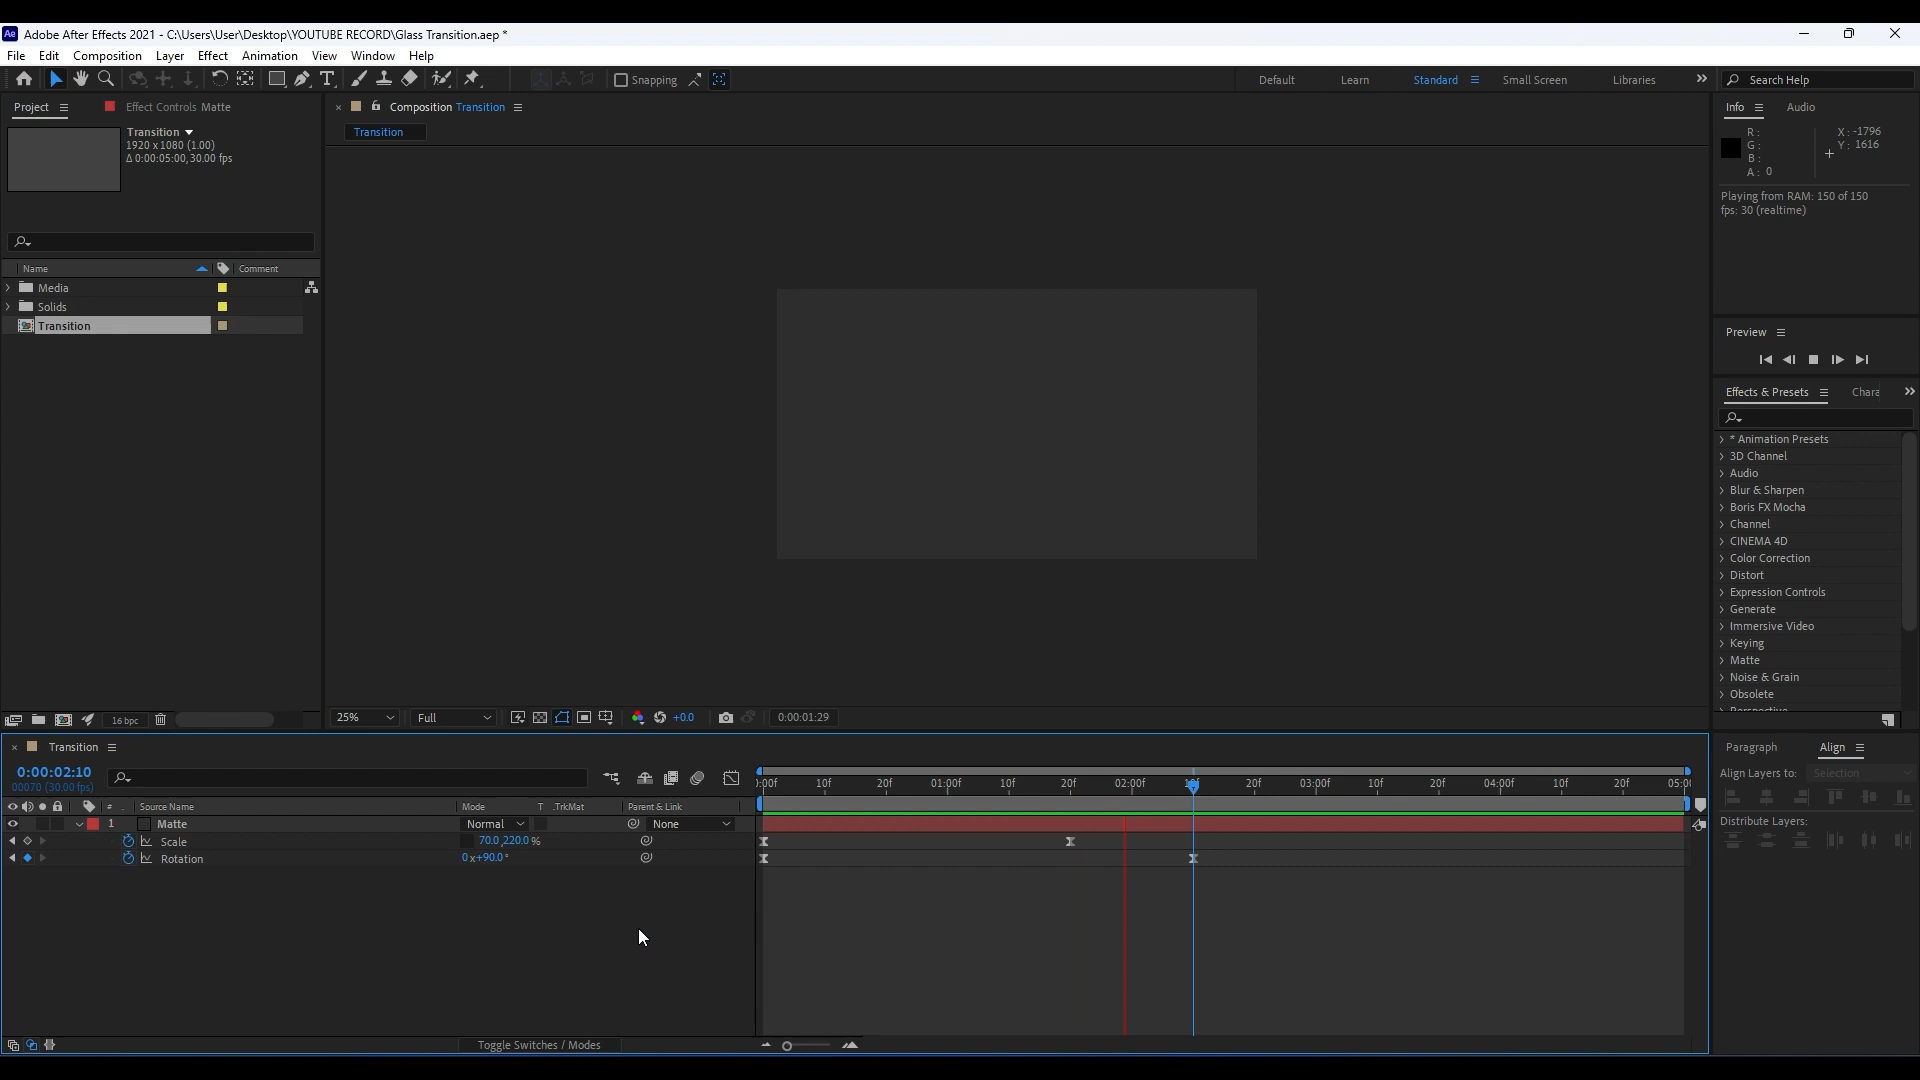 Ae Adobe After Effects 2021 - C:\Users\User\Desktop\YOUTUBE RECORD\Glass Transition.aep *
File Edit Composition Layer Effect Animation View Window Help
Snapping Default Learn Standard Small Screen Libraries Search Help
Project
Effect Controls Matte
Transition
1920 x 1080 (1.00)
Δ 0:00:05:00, 30.00 fps
Name Comment
Media
Solids
Transition
16 bpc
Composition Transition
Transition
25% Full +0.0 0:00:01:29
Info Audio
R: X: -1796
G: Y: 1616
B:
A: 0
Playing from RAM: 150 of 150
fps: 30 (realtime)
Preview
Effects & Presets Chara
* Animation Presets
3D Channel
Audio
Blur & Sharpen
Boris FX Mocha
Channel
CINEMA 4D
Color Correction
Distort
Expression Controls
Generate
Immersive Video
Keying
Matte
Noise & Grain
Obsolete
Perspective
Transition
0:00:02:10
00070 (30.00 fps)
:00f 10f 20f 01:00f 10f 20f 02:00f 10f 20f 03:00f 10f 20f 04:00f 10f 20f 05:00
# Source Name Mode T .TrkMat Parent & Link
1 Matte Normal None
Scale 70.0,220.0 %
Rotation 0x+90.0°
Toggle Switches / Modes
Paragraph Align
Align Layers to: Selection
Distribute Layers: